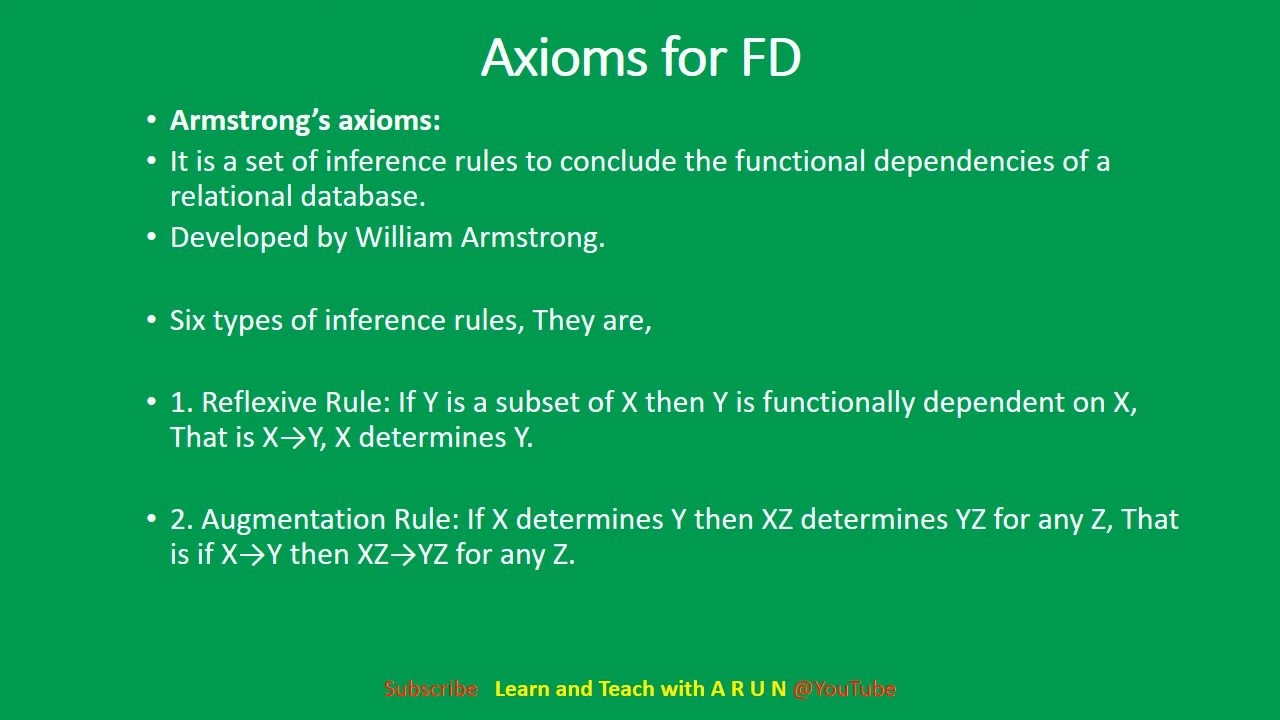 Axioms for FD
• Armstrong’s axioms:
• It is a set of inference rules to conclude the functional dependencies of a
relational database.
• Developed by William Armstrong.
• Six types of inference rules, They are,
• 1. Reflexive Rule: If Y is a subset of X then Y is functionally dependent on X,
That is X→Y, X determines Y.
• 2. Augmentation Rule: If X determines Y then XZ determines YZ for any Z, That
is if X→Y then XZ→YZ for any Z.
Subscribe Learn and Teach with A R U N @YouTube